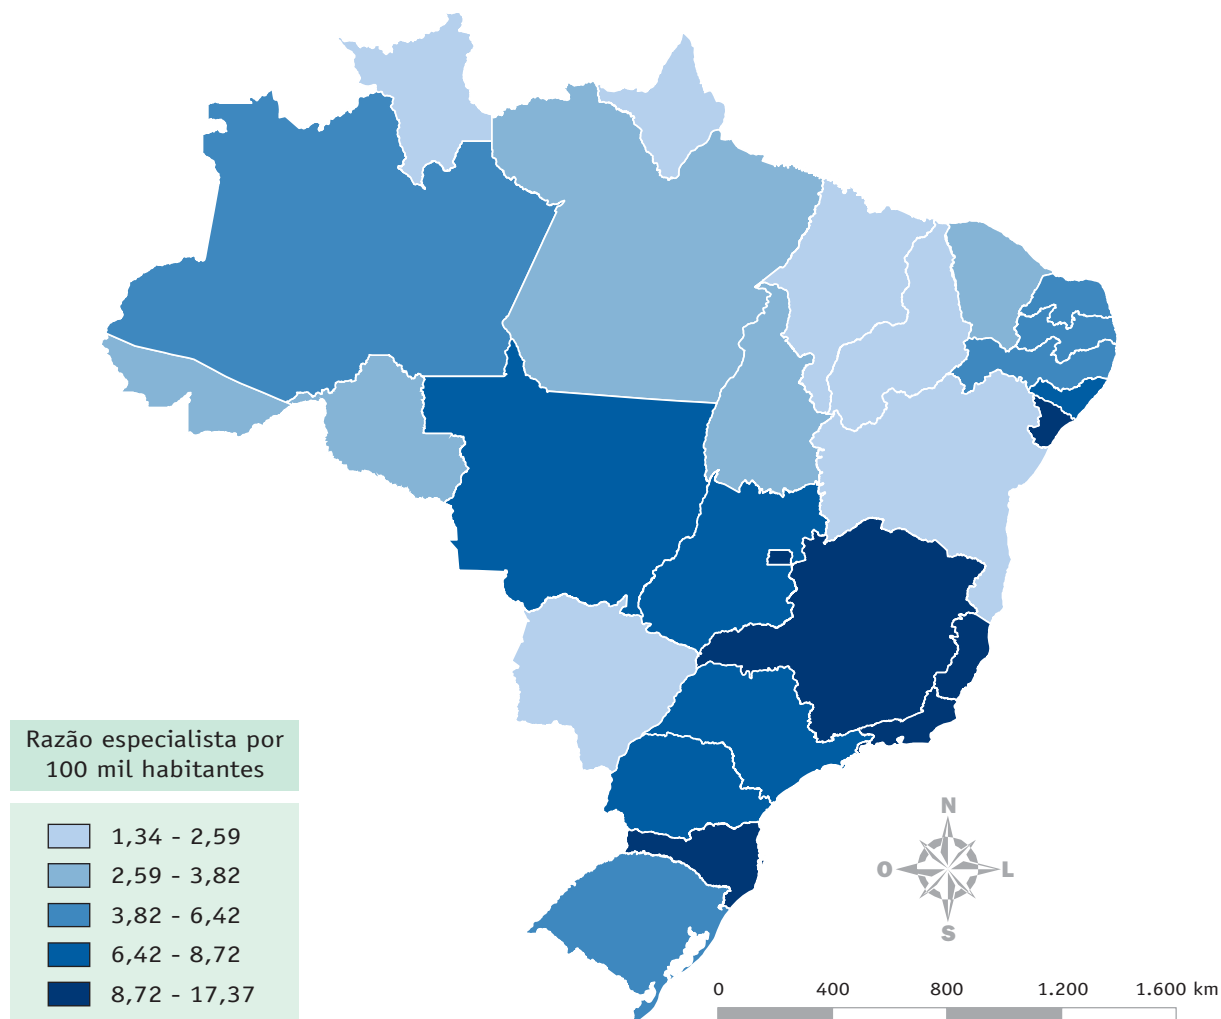 Razão especialista por
100 mil habitantes
1,34 - 2,59
2,59 - 3,82
3,82 - 6,42
6,42 - 8,72
8,72 - 17,37
N
O L
S
0 400 800 1.200 1.600 km